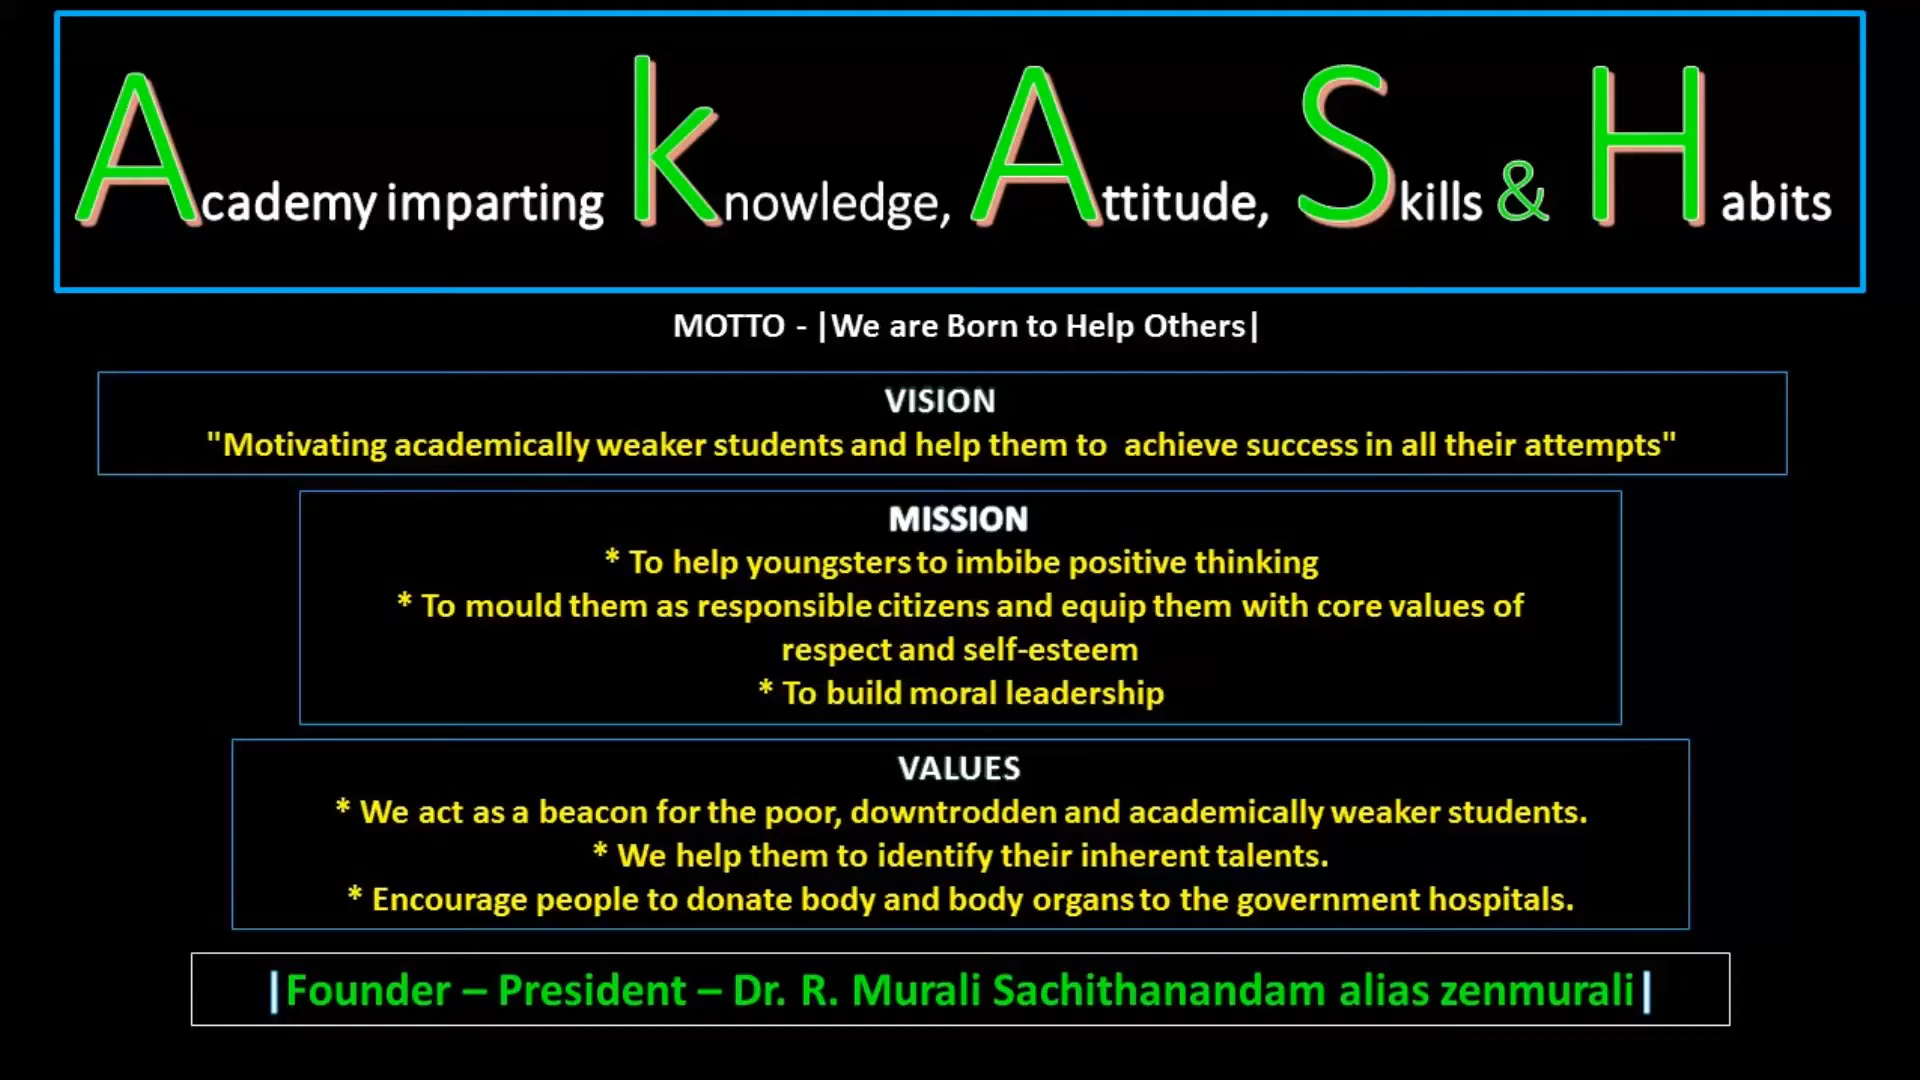 Academy imparting knowledge, Attitude, Skills & Habits
MOTTO - |We are Born to Help Others|
VISION
"Motivating academically weaker students and help them to achieve success in all their attempts"
MISSION
* To help youngsters to imbibe positive thinking
* To mould them as responsible citizens and equip them with core values of
respect and self-esteem
* To build moral leadership
VALUES
* We act as a beacon for the poor, downtrodden and academically weaker students.
* We help them to identify their inherent talents.
* Encourage people to donate body and body organs to the government hospitals.
|Founder – President – Dr. R. Murali Sachithanandam alias zenmurali|